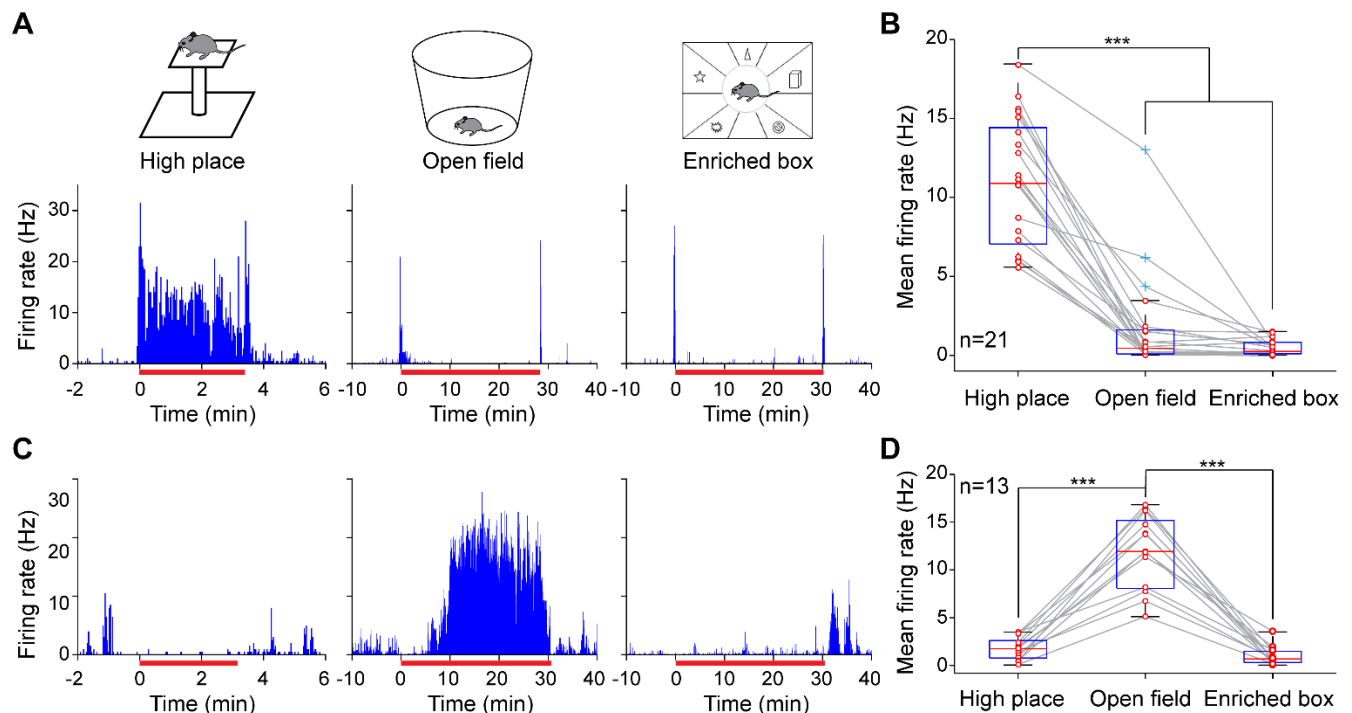 A
High place
Open field
Enriched box
Firing rate (Hz)
30
20
10
0
-2 0 2 4 6
-10 0 10 20 30 40
-10 0 10 20 30 40
Time (min)
Time (min)
Time (min)
B
***
Mean firing rate (Hz)
20
15
10
5
0
n=21
High place
Open field
Enriched box
C
Firing rate (Hz)
30
20
10
0
-2 0 2 4 6
-10 0 10 20 30 40
-10 0 10 20 30 40
Time (min)
Time (min)
Time (min)
D
n=13
***
***
Mean firing rate (Hz)
20
15
10
5
0
High place
Open field
Enriched box